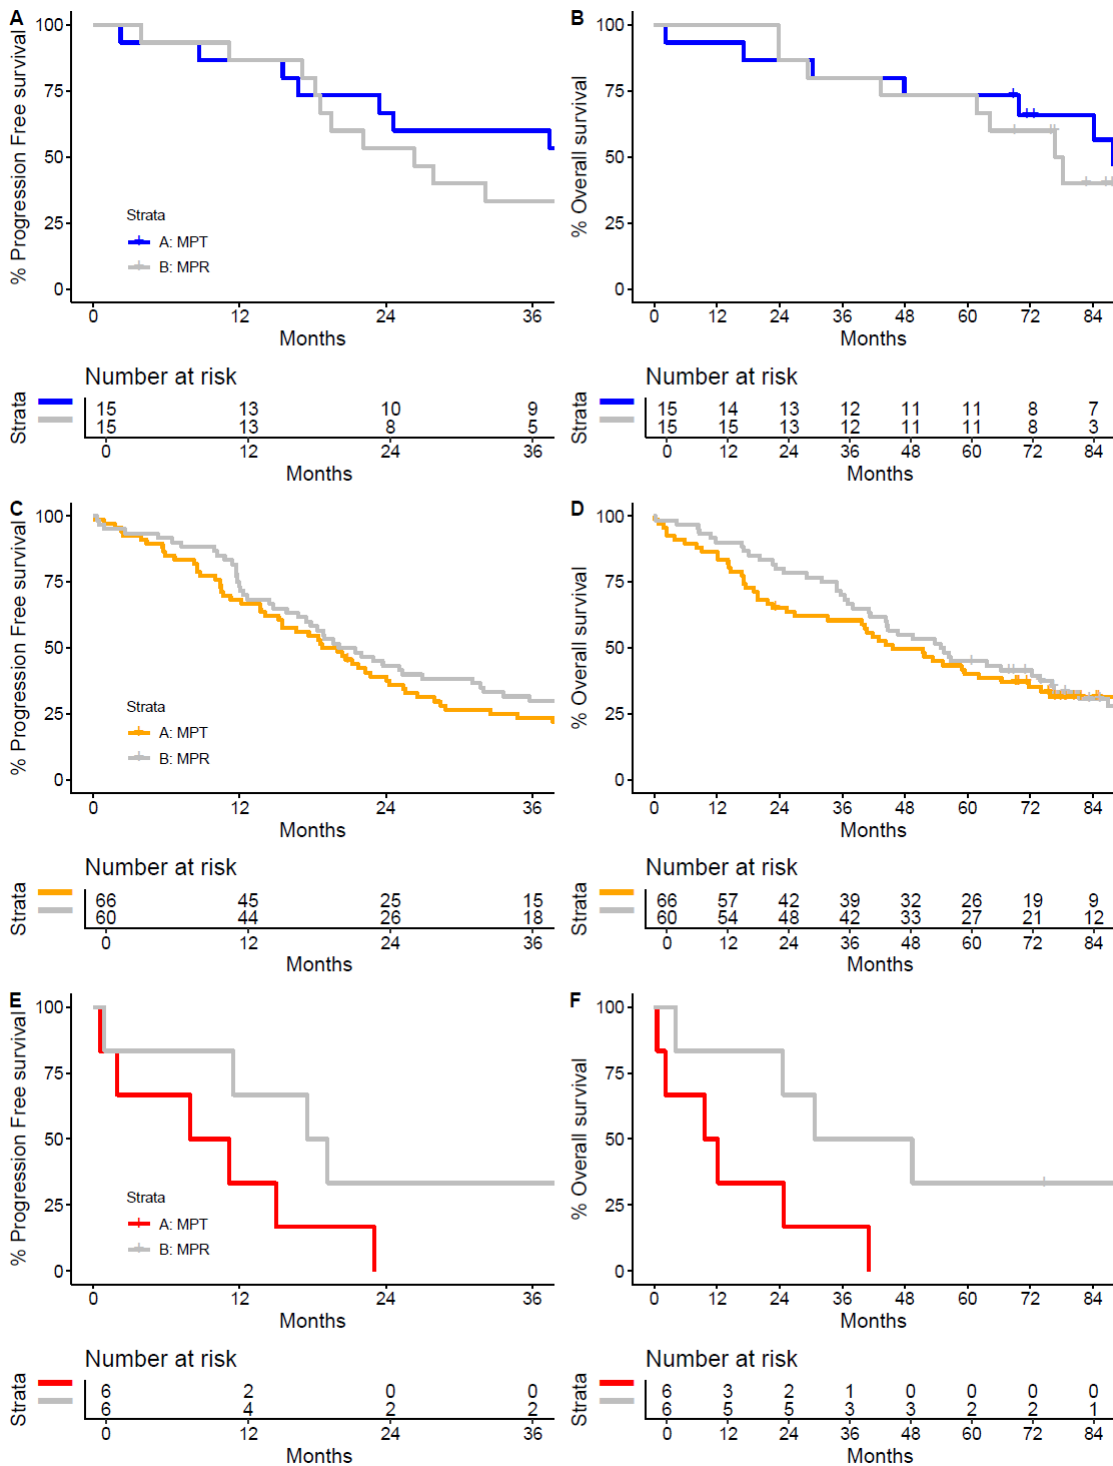 A
% Progression Free survival
100
75
50
25
0
Strata
A: MPT
B: MPR
0 12 24 36
Months
Number at risk
Strata
15 13 10 9
15 13 8 5
0 12 24 36
Months
B
% Overall survival
100
75
50
25
0
0 12 24 36 48 60 72 84
Months
Number at risk
Strata
15 14 13 12 11 11 8 7
15 15 13 12 11 11 8 3
0 12 24 36 48 60 72 84
Months
C
% Progression Free survival
100
75
50
25
0
Strata
A: MPT
B: MPR
0 12 24 36
Months
Number at risk
Strata
66 45 25 15
60 44 26 18
0 12 24 36
Months
D
% Overall survival
100
75
50
25
0
0 12 24 36 48 60 72 84
Months
Number at risk
Strata
66 57 42 39 32 26 19 9
60 54 48 42 33 27 21 12
0 12 24 36 48 60 72 84
Months
E
% Progression Free survival
100
75
50
25
0
Strata
A: MPT
B: MPR
0 12 24 36
Months
Number at risk
Strata
6 2 0 0
6 4 2 2
0 12 24 36
Months
F
% Overall survival
100
75
50
25
0
0 12 24 36 48 60 72 84
Months
Number at risk
Strata
6 3 2 1 0 0 0 0
6 5 5 3 3 2 2 1
0 12 24 36 48 60 72 84
Months